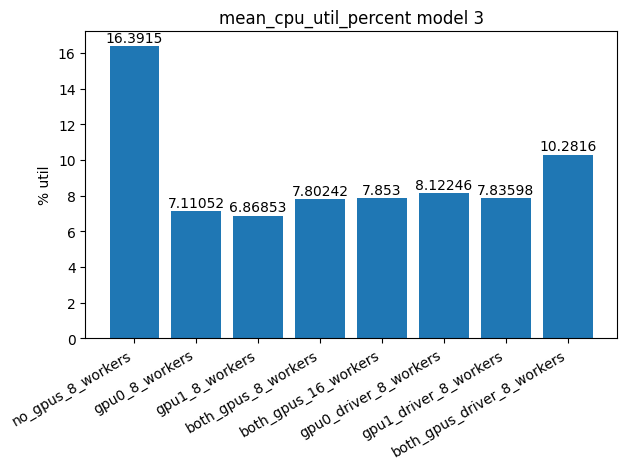 mean_cpu_util_percent model 3
% util
16
14
12
10
8
6
4
2
0
16.3915
7.11052
6.86853
7.80242
7.853
8.12246
7.83598
10.2816
no_gpus_8_workers
gpu0_8_workers
gpu1_8_workers
both_gpus_8_workers
both_gpus_16_workers
gpu0_driver_8_workers
gpu1_driver_8_workers
both_gpus_driver_8_workers